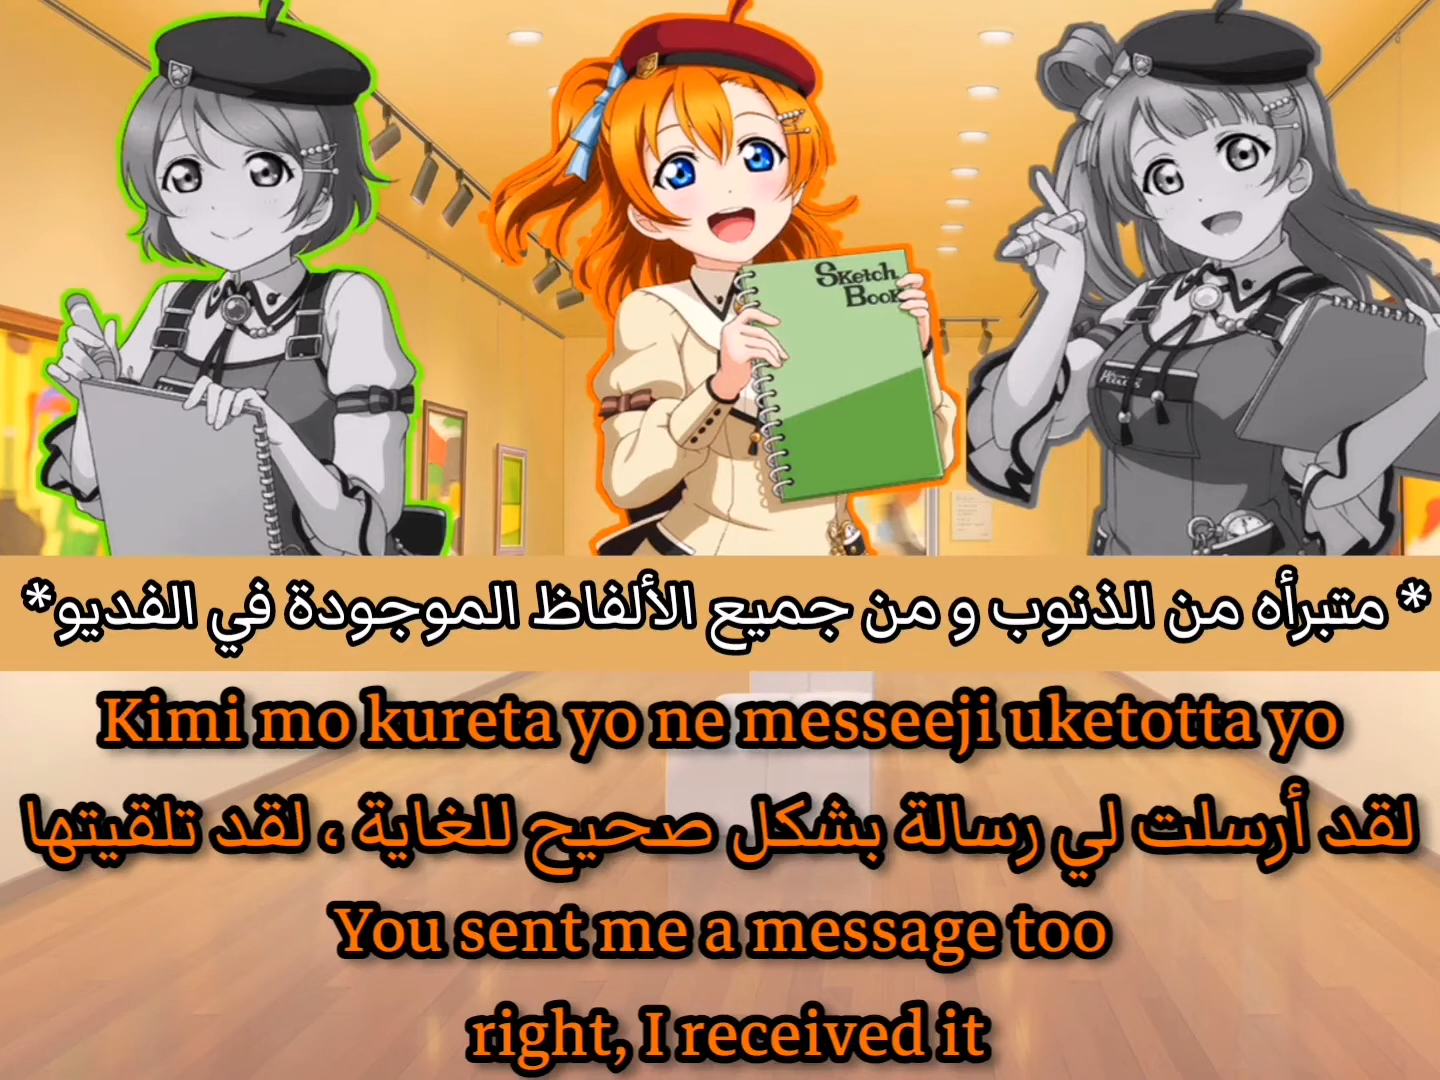 Sketch
Book
* متبرأه من الذنوب و من جميع الألفاظ الموجودة في الفديو*
Kimi mo kureta yo ne messeeji uketotta yo
لقد أرسلت لي رسالة بشكل صحيح للغاية ، لقد تلقيتها
You sent me a message too
right, I received it